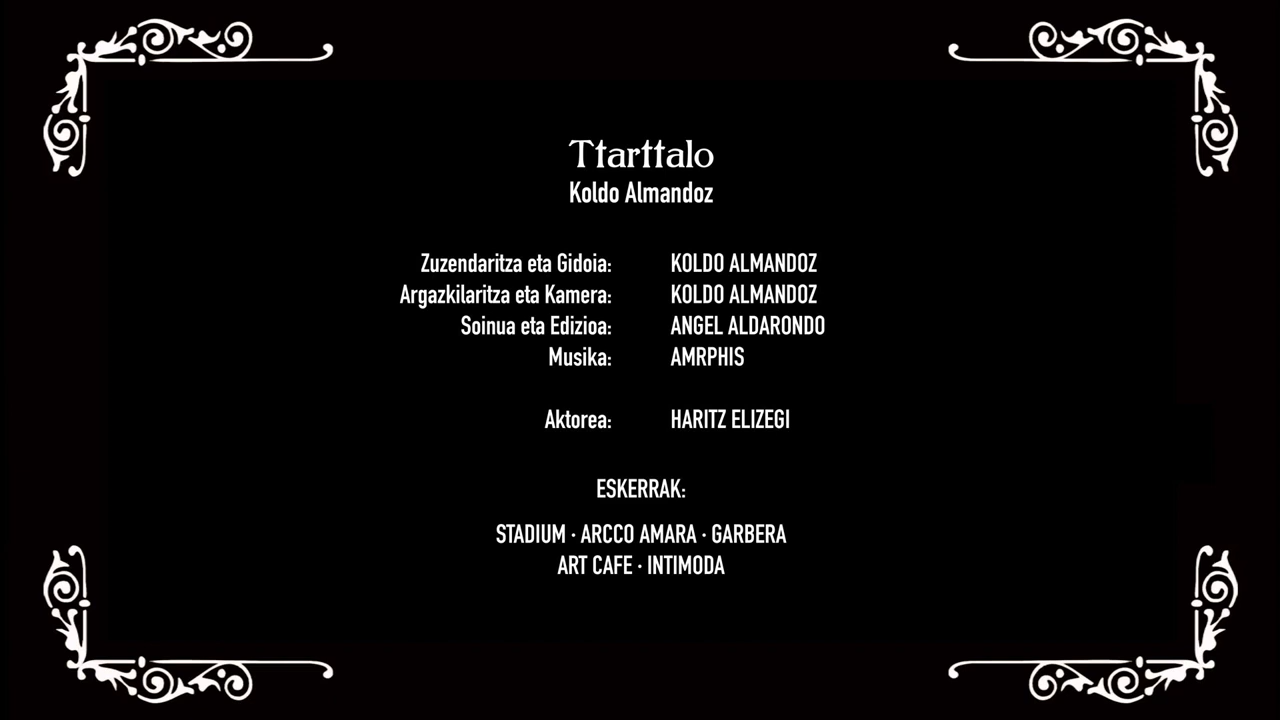 Ttarttalo
Koldo Almandoz
Zuzendaritza eta Gidoia: KOLDO ALMANDOZ
Argazkilaritza eta Kamera: KOLDO ALMANDOZ
Soinua eta Edizioa: ANGEL ALDARONDO
Musika: AMRPHIS
Aktorea: HARITZ ELIZEGI
ESKERRAK:
STADIUM · ARCCO AMARA · GARBERA
ART CAFE · INTIMODA